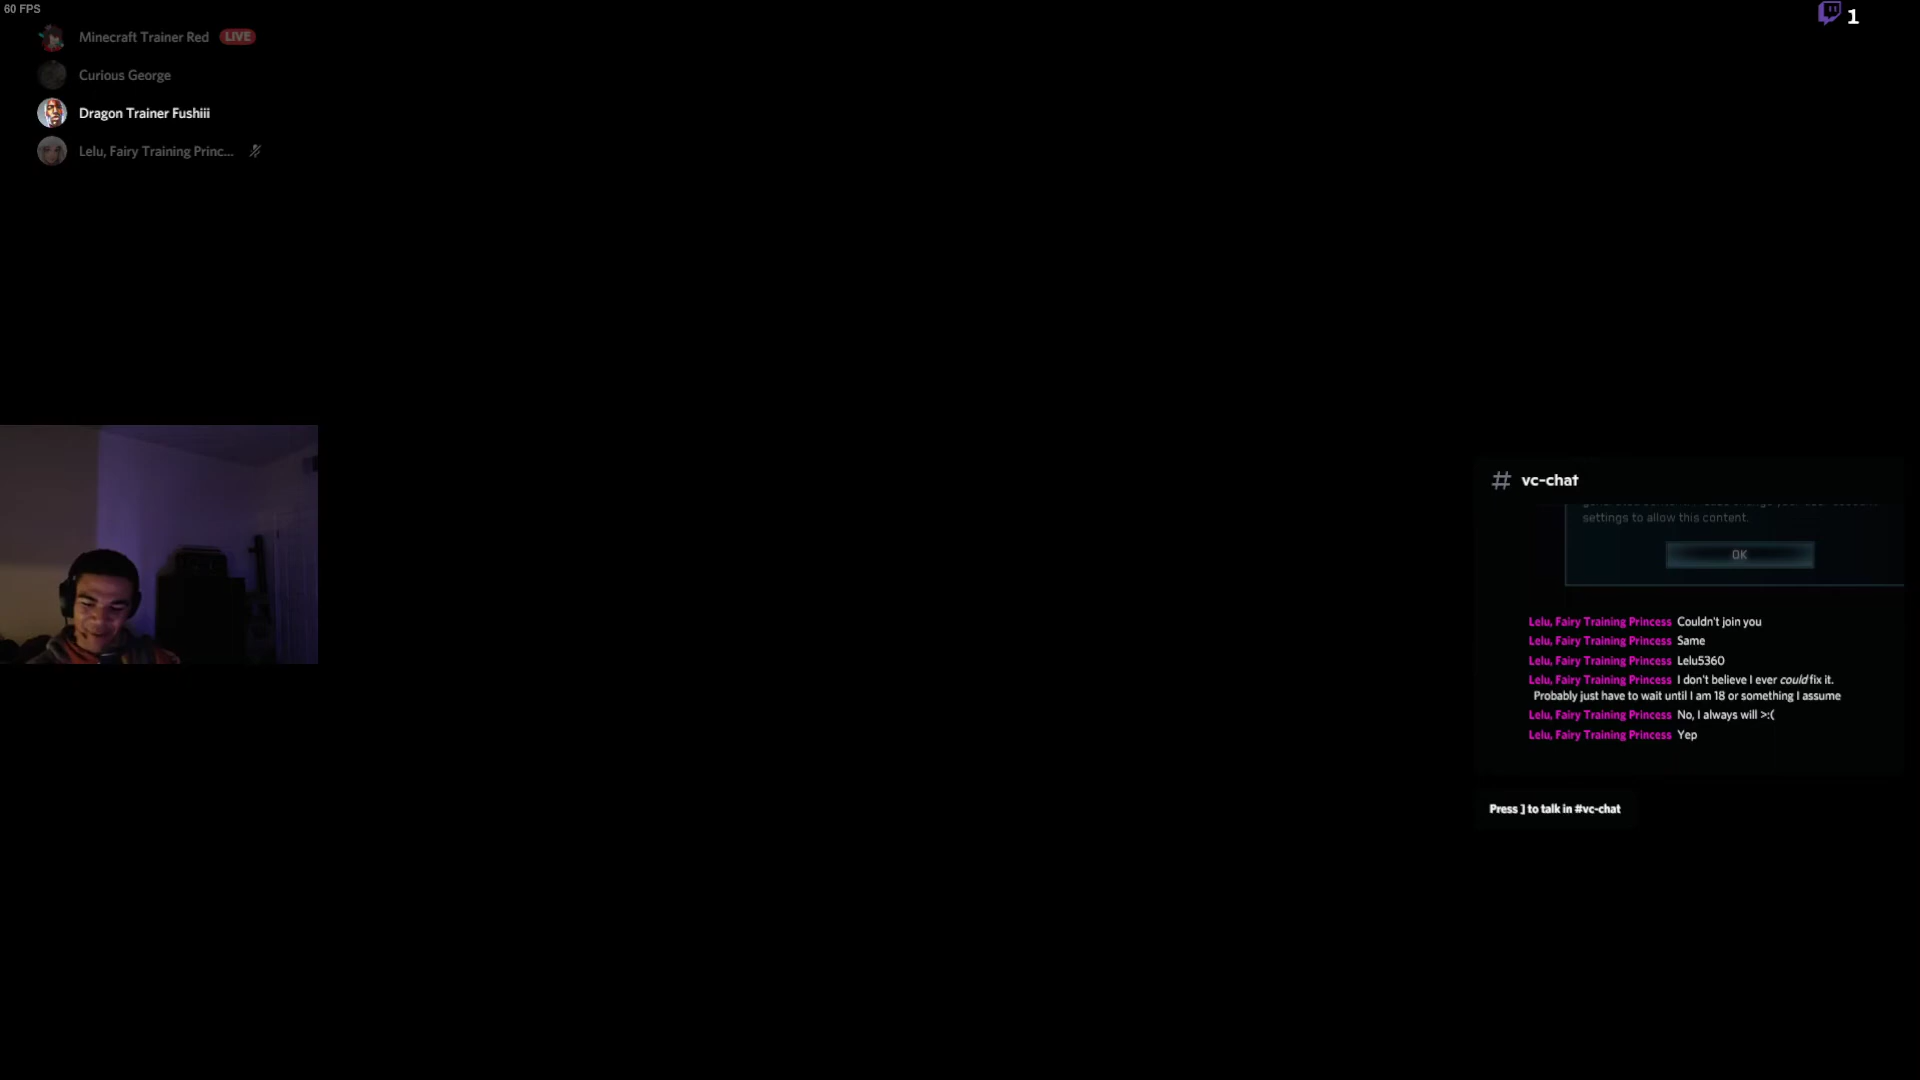 60 FPS
1
Minecraft Trainer Red LIVE
Curious George
Dragon Trainer Fushiii
Lelu, Fairy Training Princ...
# vc-chat
settings to allow this content.
OK
Lelu, Fairy Training Princess Couldn't join you
Lelu, Fairy Training Princess Same
Lelu, Fairy Training Princess Lelu5360
Lelu, Fairy Training Princess I don't believe I ever could fix it.
Probably just have to wait until I am 18 or something I assume
Lelu, Fairy Training Princess No, I always will >:(
Lelu, Fairy Training Princess Yep
Press ] to talk in #vc-chat